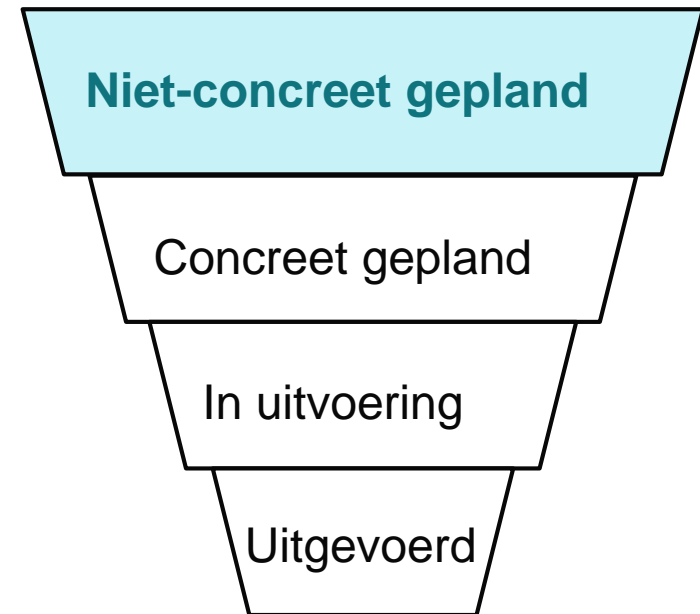 Niet-concreet gepland
Concreet gepland
In uitvoering
Uitgevoerd